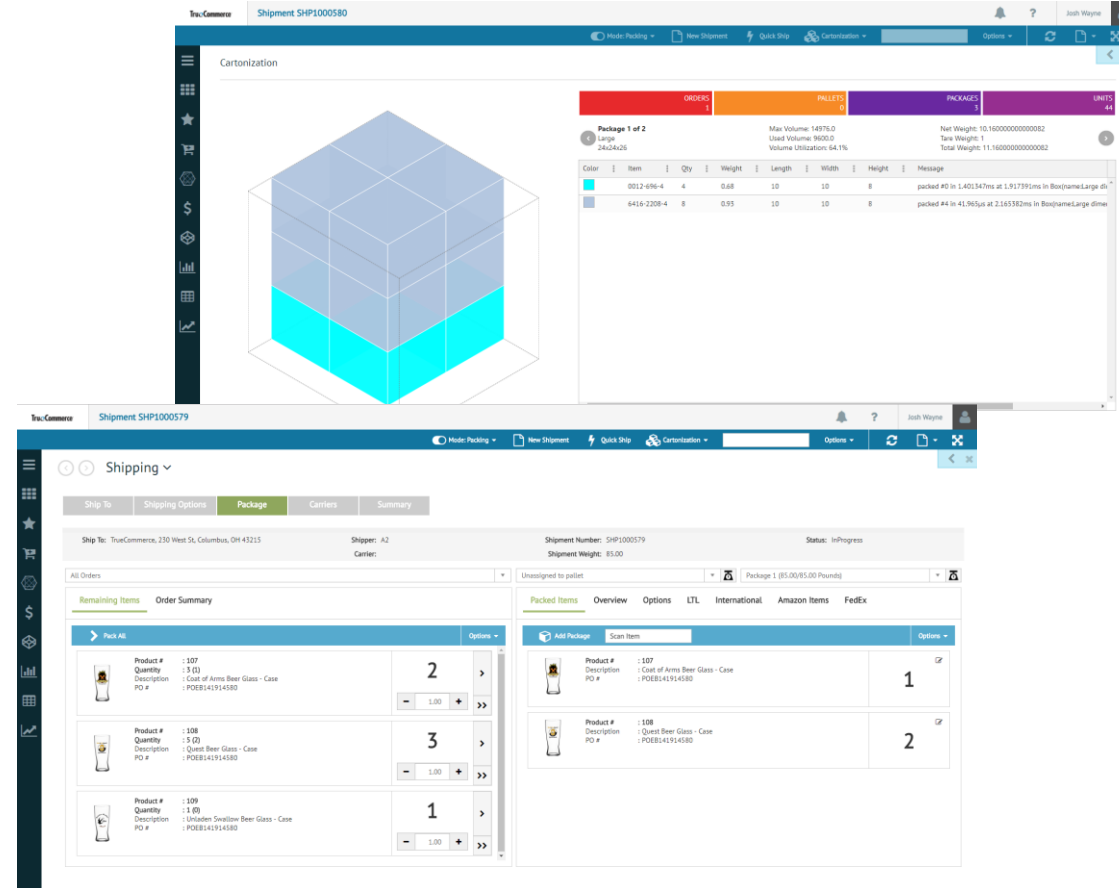 TrueCommerce Shipment SHP1000580 ? Josh Wayne
Mode: Packing New Shipment Quick Ship Cartonization Options
Cartonization
ORDERS PALLETS PACKAGES UNITS
1 0 3 44
Package 1 of 2 Max Volume: 14976.0 Net Weight: 10.160000000000082
Large Used Volume: 9600.0 Tare Weight: 1
24x24x26 Volume Utilization: 64.1% Total Weight: 11.160000000000082
Color Item Qty Weight Length Width Height Message
0012-696-4 4 0.68 10 10 8 packed #0 in 1.401347ms at 1.917391ms in Box(name:Large di
6416-2208-4 8 0.93 10 10 8 packed #4 in 41.965µs at 2.165382ms in Box(name:Large dime
TrueCommerce Shipment SHP1000579 ? Josh Wayne
Mode: Packing New Shipment Quick Ship Cartonization Options
Shipping
Ship To Shipping Options Package Carriers Summary
Ship To: TrueCommerce, 230 West St, Columbus, OH 43215 Shipper: A2 Shipment Number: SHP1000579 Status: InProgress
Carrier: Shipment Weight: 85.00
All Orders Unassigned to pallet Package 1 (85.00/85.00 Pounds)
Remaining Items Order Summary Packed Items Overview Options LTL International Amazon Items FedEx
Pack All Options Add Package Scan Item Options
Product # : 107
Quantity : 3 (1)
Description : Coat of Arms Beer Glass - Case
PO # : POEB141914580
2
- 1.00 +
Product # : 108
Quantity : 5 (2)
Description : Quest Beer Glass - Case
PO # : POEB141914580
3
- 1.00 +
Product # : 109
Quantity : 1 (0)
Description : Unladen Swallow Beer Glass - Case
PO # : POEB141914580
1
- 1.00 +
Product # : 107
Description : Coat of Arms Beer Glass - Case
PO # : POEB141914580
1
Product # : 108
Description : Quest Beer Glass - Case
PO # : POEB141914580
2